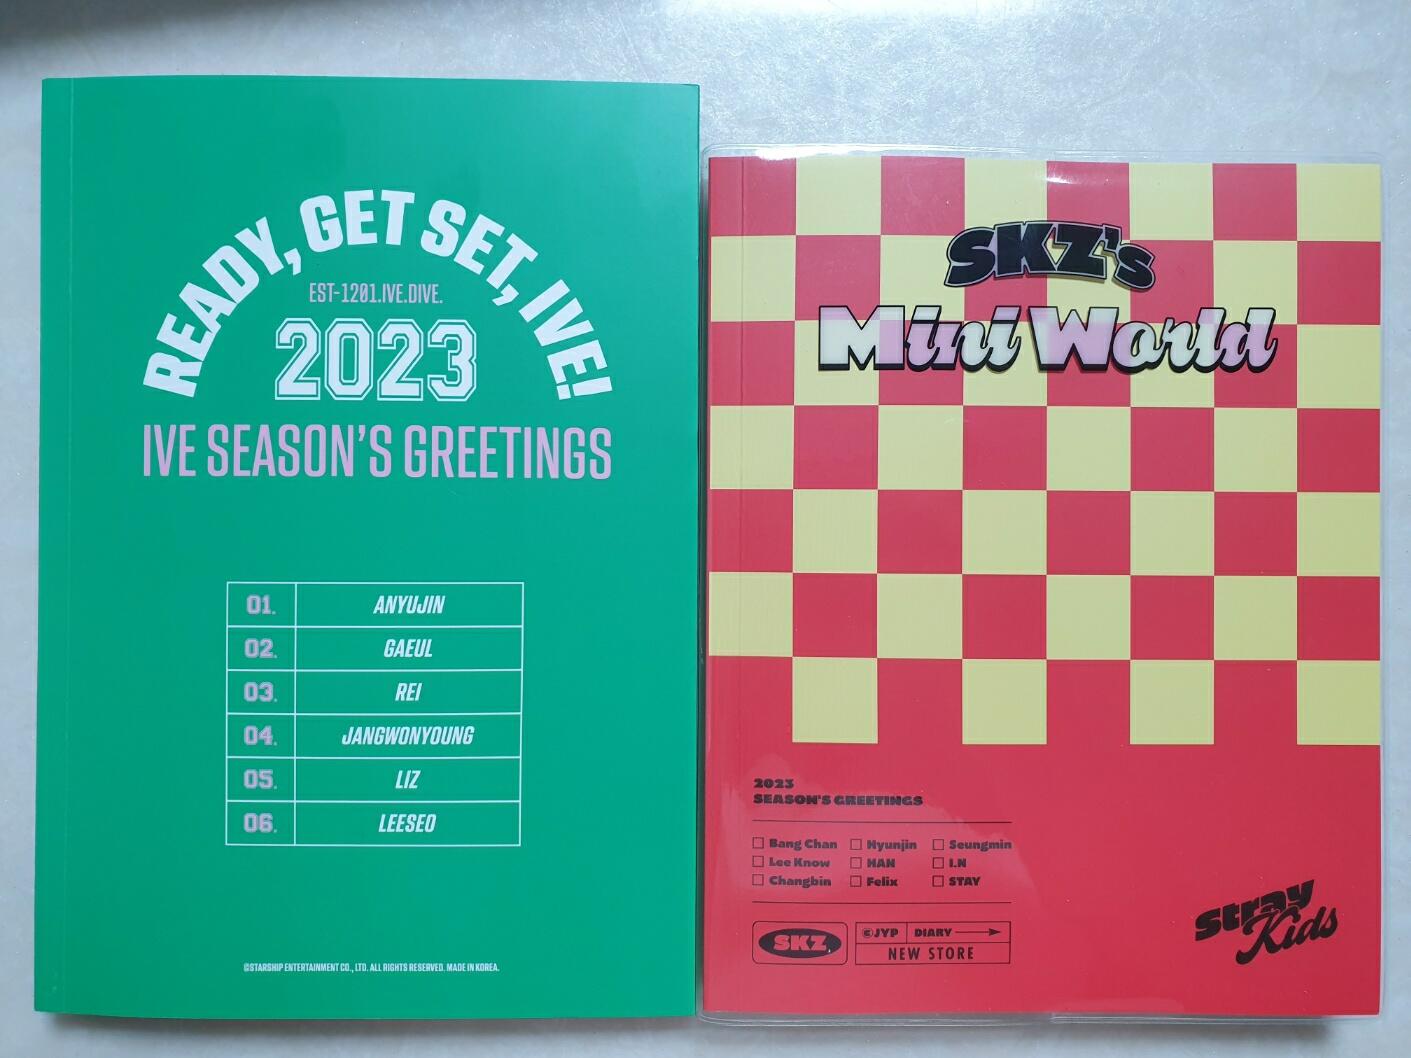 READY, GET SET, IVE!
EST-1201.IVE.DIVE.
2023
IVE SEASON'S GREETINGS
01. ANYUJIN
02. GAEUL
03. REI
04. JANGWONYOUNG
05. LIZ
06. LEESEO
©STARSHIP ENTERTAINMENT CO., LTD. ALL RIGHTS RESERVED. MADE IN KOREA.
SKZ's
Mini World
2023
SEASON'S GREETINGS
Bang Chan Hyunjin Seungmin
Lee Know HAN I.N
Changbin Felix STAY
SKZ
©JYP DIARY
NEW STORE
Stray
Kids